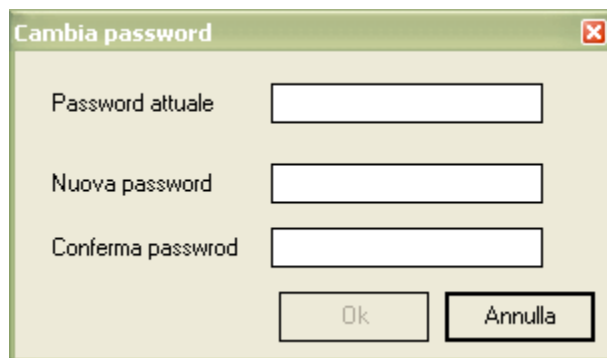 Cambia password
Password attuale
Nuova password
Conferma passwrod
Ok Annulla